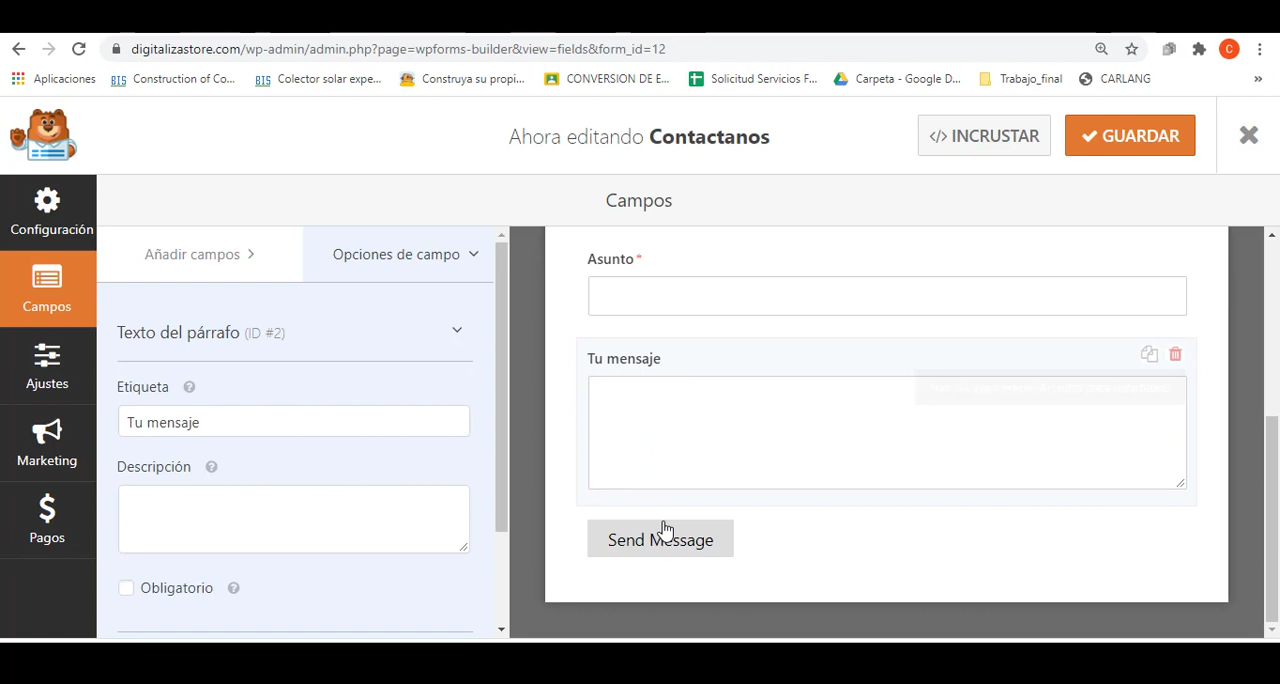 digitalizastore.com/wp-admin/admin.php?page=wpforms-builder&view=fields&form_id=12
C
Aplicaciones
BIS Construction of Co...
BIS Colector solar expe...
Construya su propi...
CONVERSION DE E...
Solicitud Servicios F...
Carpeta - Google D...
Trabajo_final
CARLANG
»
Ahora editando Contactanos
</> INCRUSTAR
GUARDAR
Configuración
Campos
Ajustes
Marketing
Pagos
Campos
Añadir campos
Opciones de campo
Texto del párrafo (ID #2)
Etiqueta
Tu mensaje
Descripción
Obligatorio
Asunto *
Tu mensaje
Send Message